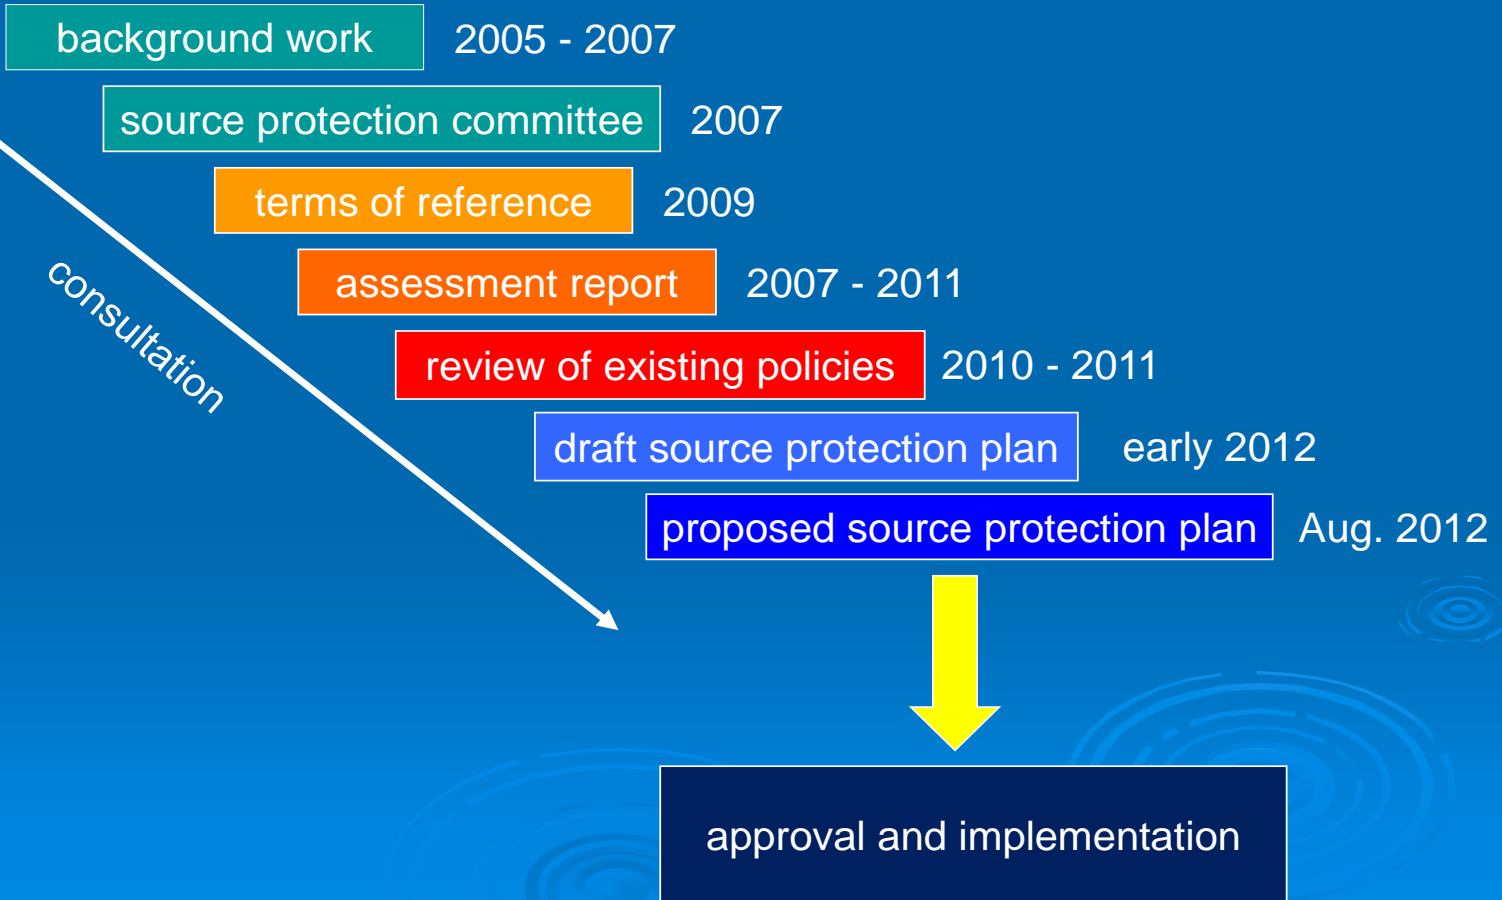 background work 2005 - 2007
source protection committee 2007
terms of reference 2009
assessment report 2007 - 2011
consultation
review of existing policies 2010 - 2011
draft source protection plan early 2012
proposed source protection plan Aug. 2012
approval and implementation